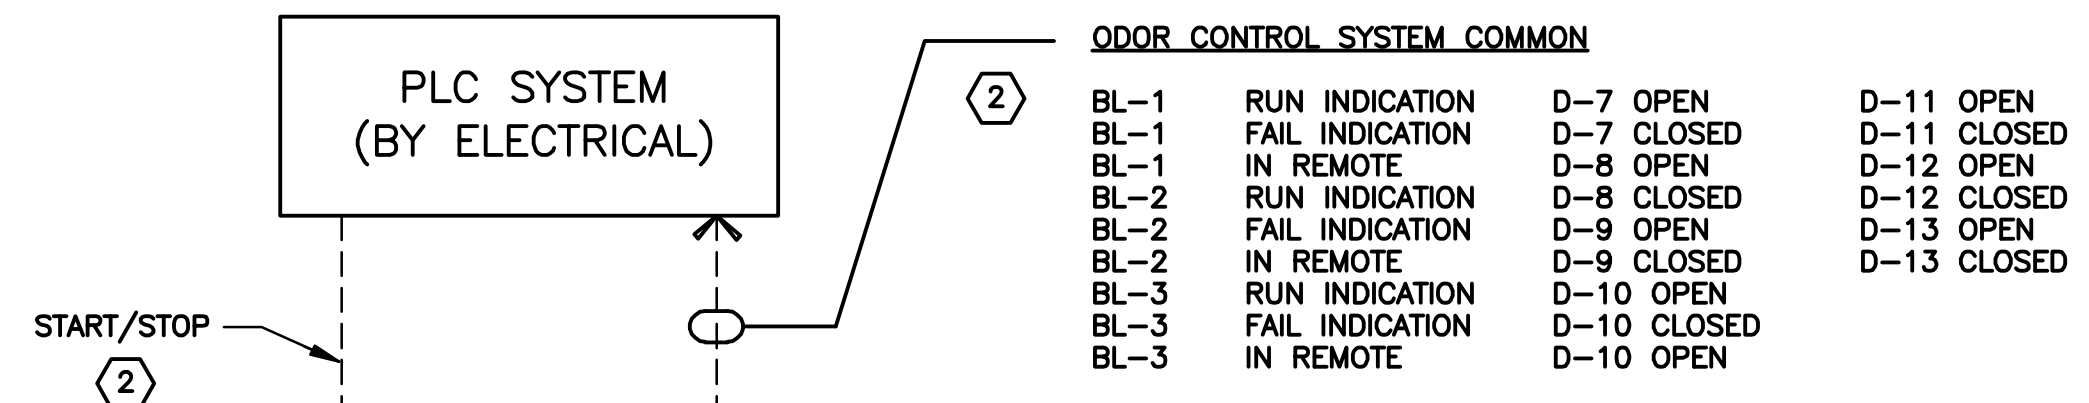 PLC SYSTEM
(BY ELECTRICAL)
START/STOP
2
ODOR CONTROL SYSTEM COMMON
2
BL-1 RUN INDICATION D-7 OPEN D-11 OPEN
BL-1 FAIL INDICATION D-7 CLOSED D-11 CLOSED
BL-1 IN REMOTE D-8 OPEN D-12 OPEN
BL-2 RUN INDICATION D-8 CLOSED D-12 CLOSED
BL-2 FAIL INDICATION D-9 OPEN D-13 OPEN
BL-2 IN REMOTE D-9 CLOSED D-13 CLOSED
BL-3 RUN INDICATION D-10 OPEN
BL-3 FAIL INDICATION D-10 CLOSED
BL-3 IN REMOTE D-10 OPEN